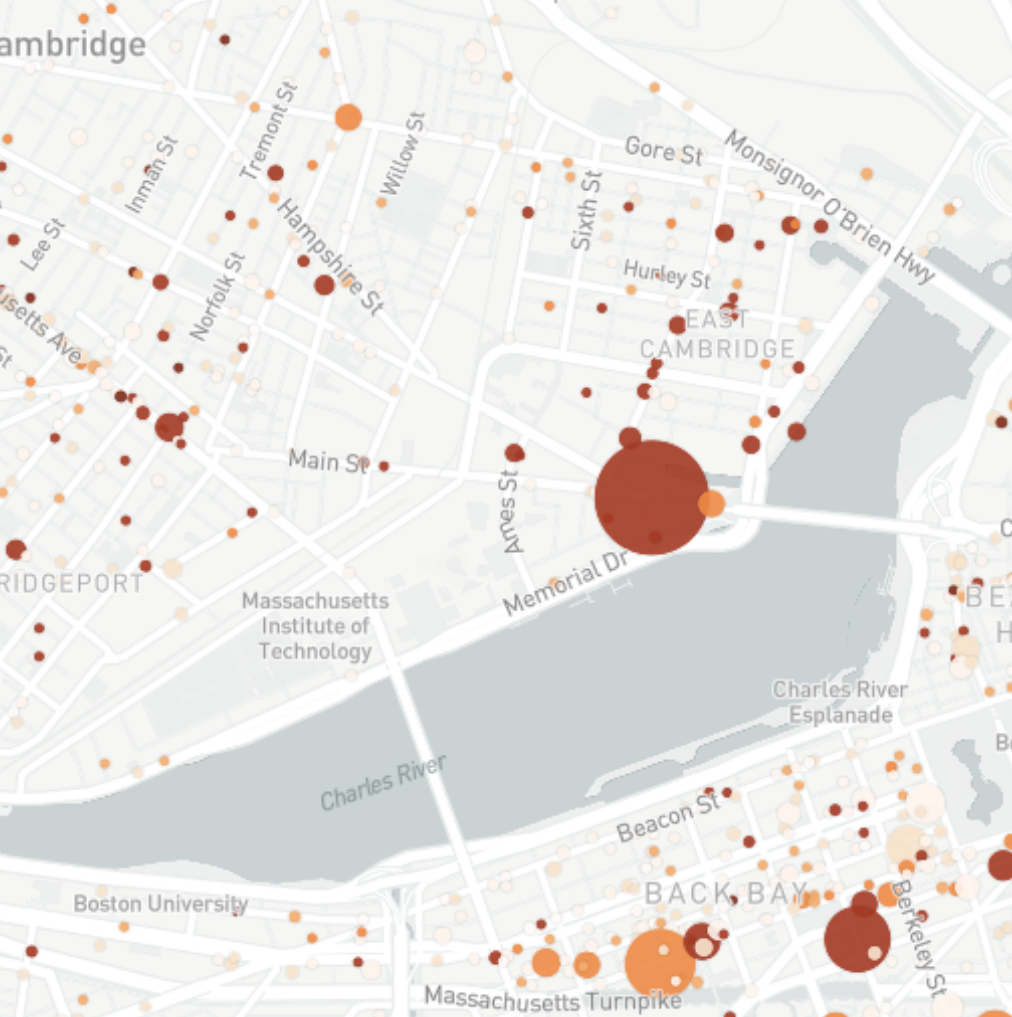 ambridge
Gore St
Monsignor O'Brien Hwy
Tremont St
Willow St
Inman St
Sixth St
Lee St
Hampshire St
Hurley St
Norfolk St
usetts Ave
St
EAST
CAMBRIDGE
Main St
Ames St
C
RIDGEPORT
Memorial Dr
Massachusetts
Institute of
Technology
BE
H
Charles River
Esplanade
Be
Charles River
Beacon St
BACK BAY
Boston University
Berkeley St
Massachusetts Turnpike